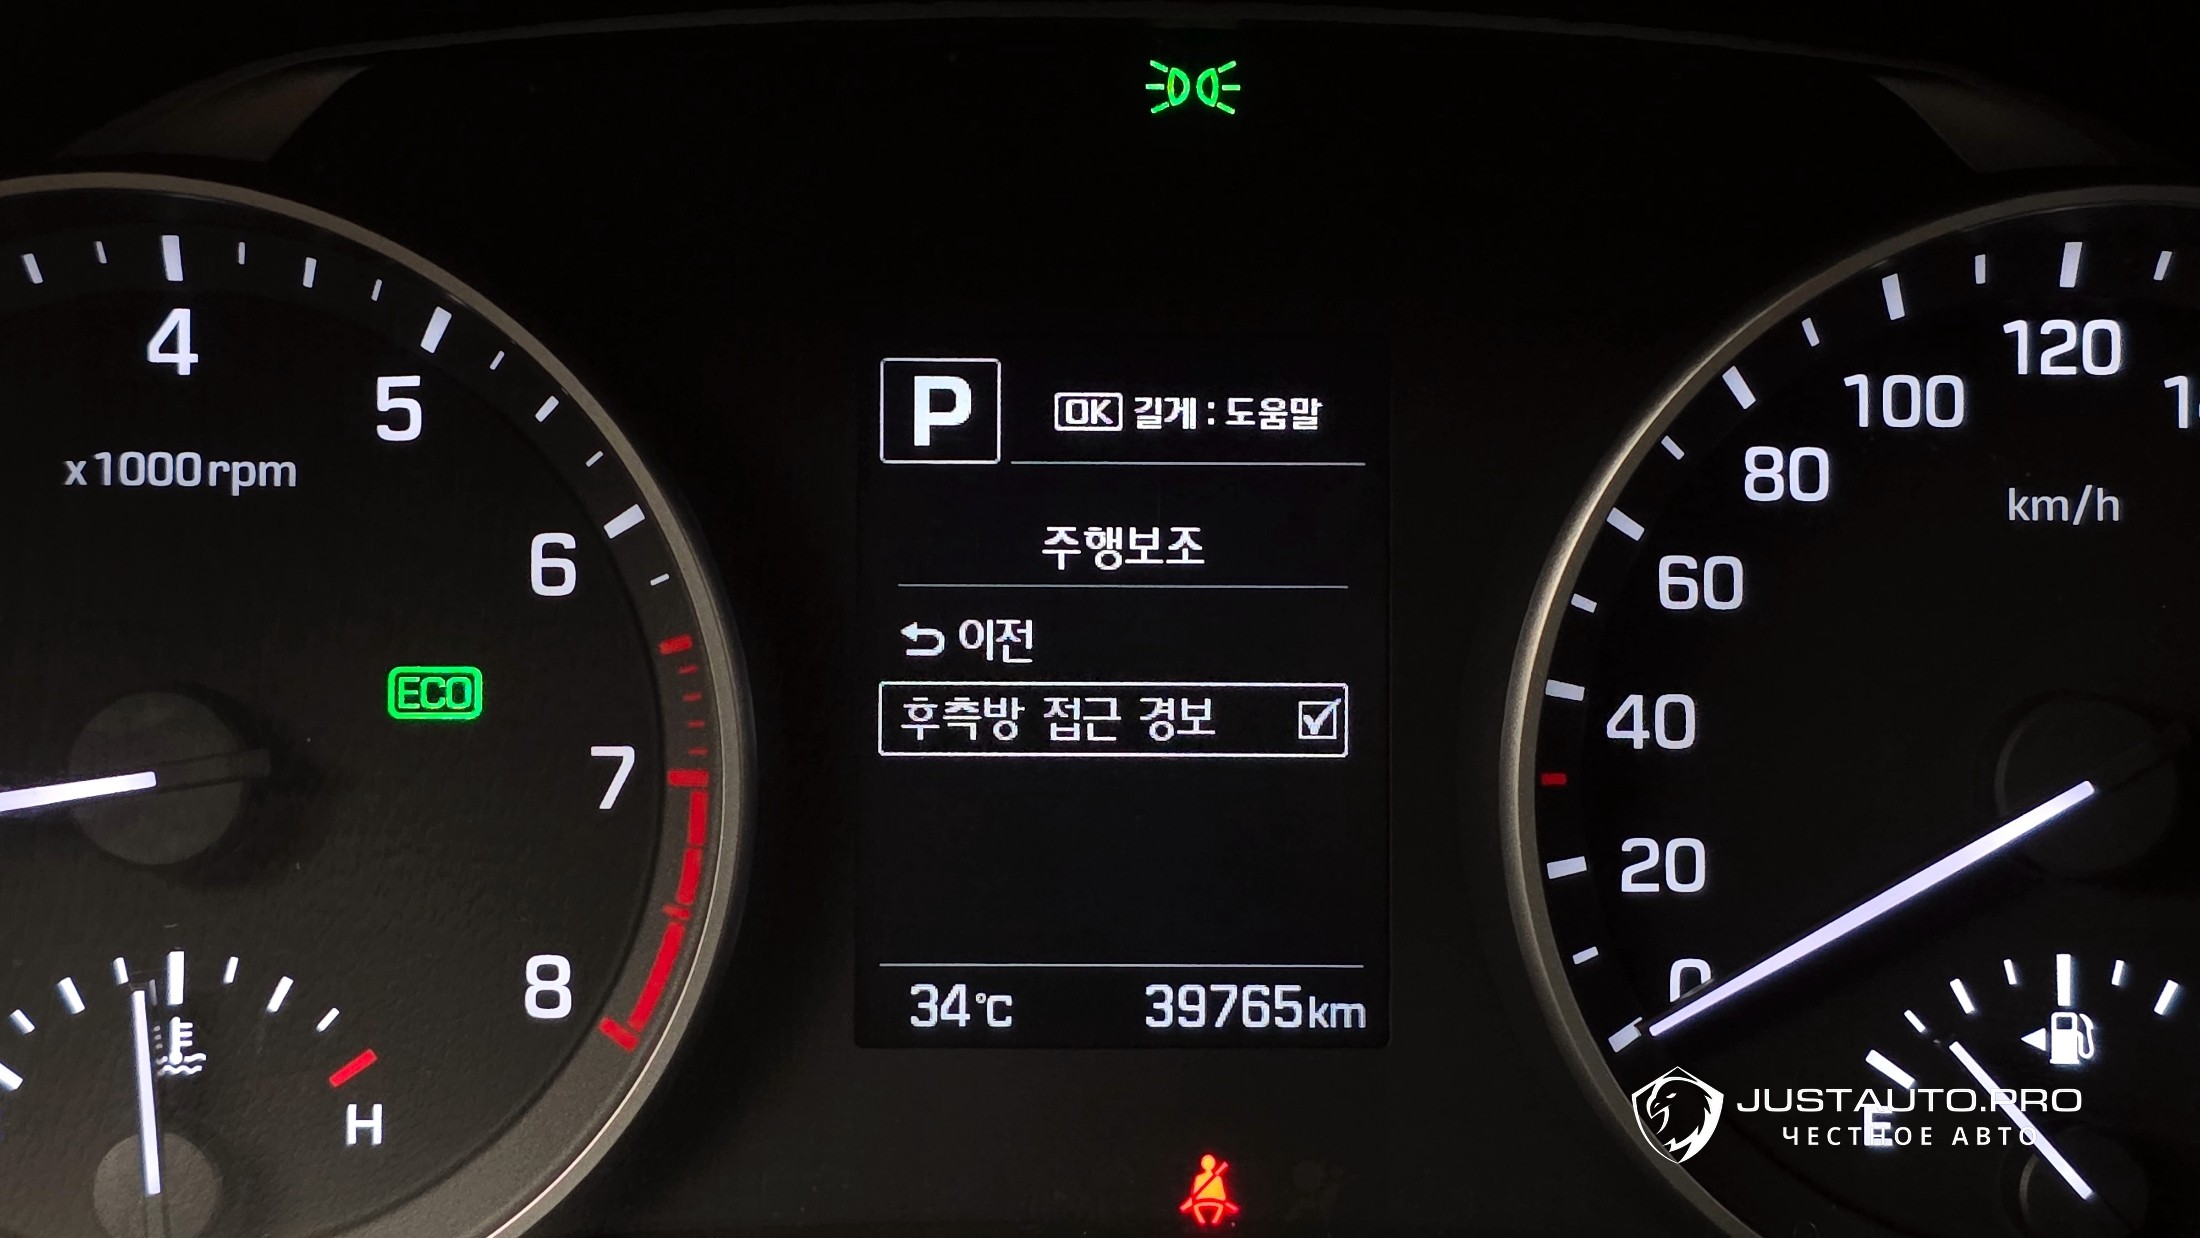 4
5
x1000rpm
6
ECO
7
8
H
P
OK 길게 : 도움말
주행보조
이전
후측방 접근 경보
34°C
39765km
120
100
80
km/h
60
40
20
0
E
JUSTAUTO.PRO
ЧЕСТНОЕ АВТО